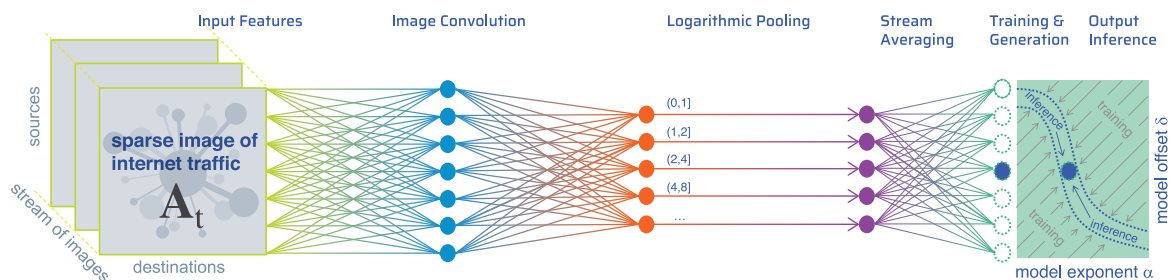 Input Features
Image Convolution
Logarithmic Pooling
Stream
Averaging
Training &
Generation
Output
Inference
sources
stream of images
sparse image of
internet traffic
A_t
destinations
(0,1]
(1,2]
(2,4]
(4,8]
...
inference
training
training
inference
model offset δ
model exponent α